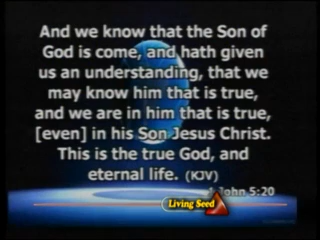 And we know that the Son of
God is come, and hath given
us an understanding, that we
may know him that is true,
and we are in him that is true,
[even] in his Son Jesus Christ.
This is the true God, and
eternal life. (KJV)
John 5:20
Living Seed